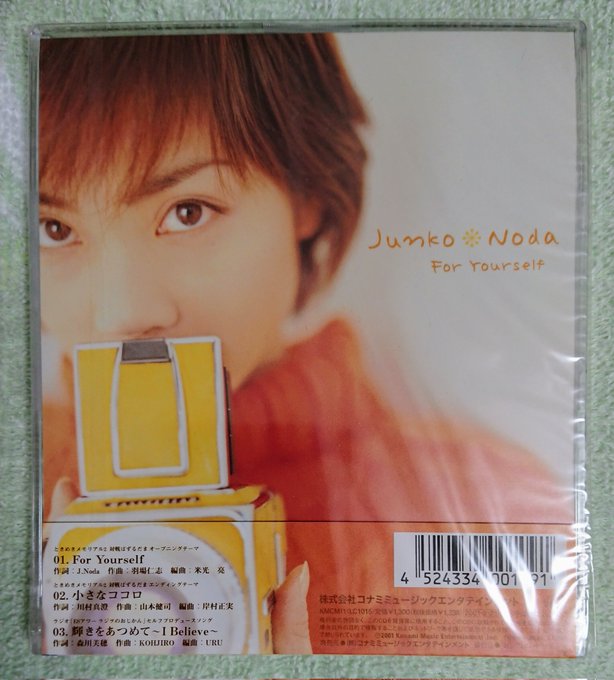 Junko Noda
For Yourself
ときめきメモリアル2 対戦ぱずるだま オープニングテーマ
01. For Yourself
作詞：J.Noda 作曲：羽場仁志 編曲：米光 亮
ときめきメモリアル2 対戦ぱずるだま エンディングテーマ
02. 小さなココロ
作詞：川村真澄 作曲：山本健司 編曲：岸村正実
03. 輝きをあつめて～I Believe～
作詞：森川美穂 作曲：KOHJIRO 編曲：URU
4 524334
株式会社コナミミュージックエンタテインメント
©2001 Konami Music Entertainment